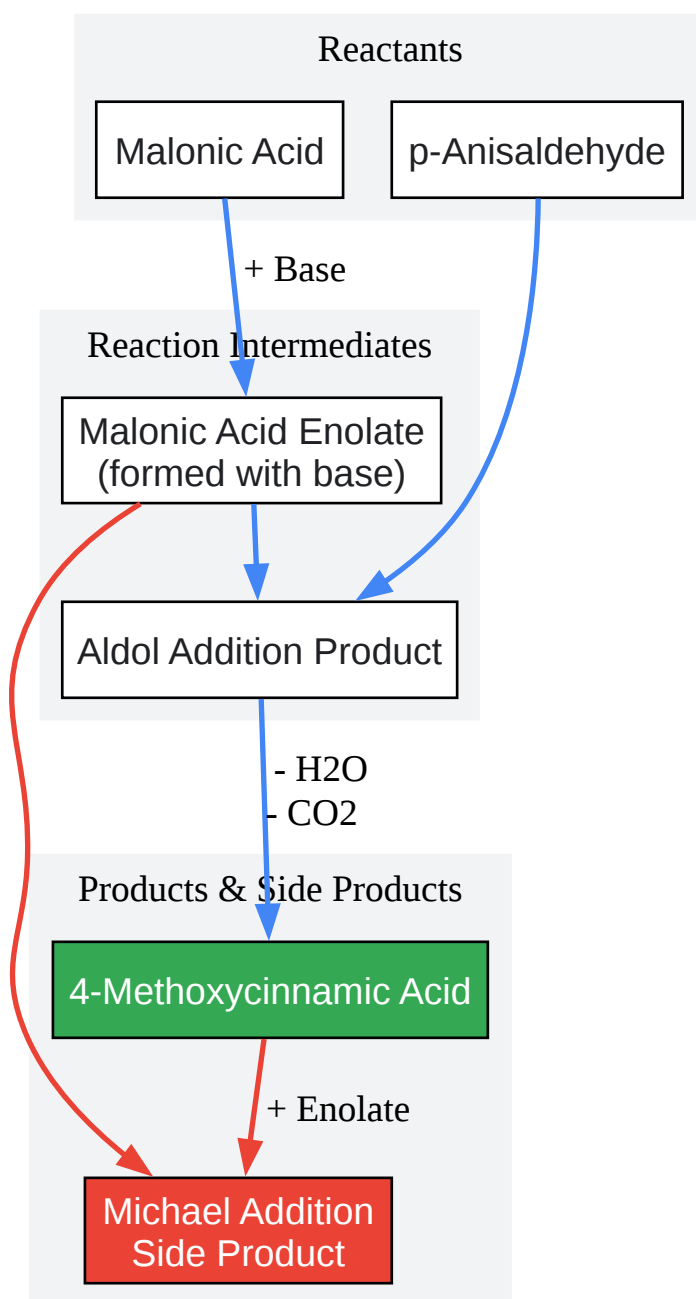 Reactants
Malonic Acid
p-Anisaldehyde
+ Base
Reaction Intermediates
Malonic Acid Enolate
(formed with base)
Aldol Addition Product
- H2O
- CO2
Products & Side Products
4-Methoxycinnamic Acid
+ Enolate
Michael Addition
Side Product